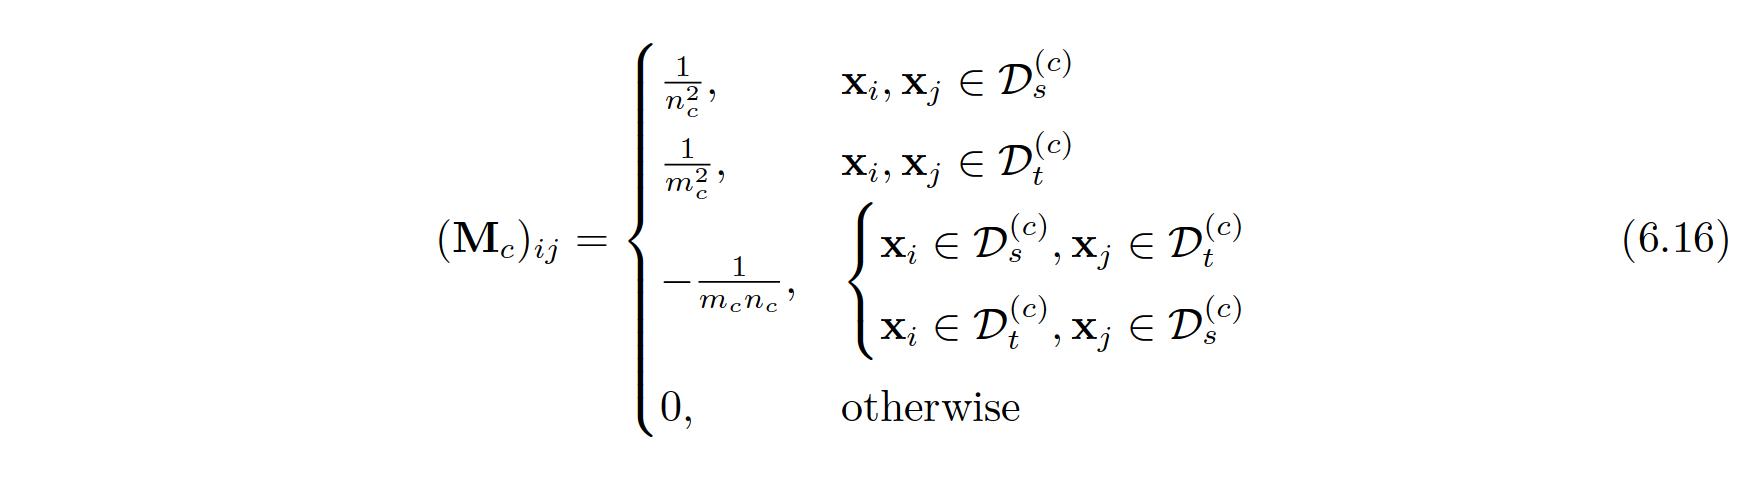 $$(\mathbf{M}_c)_{ij} = \begin{cases} \frac{1}{n_c^2}, & \mathbf{x}_i, \mathbf{x}_j \in \mathcal{D}_s^{(c)} \\ \frac{1}{m_c^2}, & \mathbf{x}_i, \mathbf{x}_j \in \mathcal{D}_t^{(c)} \\ -\frac{1}{m_c n_c}, & \begin{cases} \mathbf{x}_i \in \mathcal{D}_s^{(c)}, \mathbf{x}_j \in \mathcal{D}_t^{(c)} \\ \mathbf{x}_i \in \mathcal{D}_t^{(c)}, \mathbf{x}_j \in \mathcal{D}_s^{(c)} \end{cases} \\ 0, & \text{otherwise} \end{cases} \tag{6.16}$$